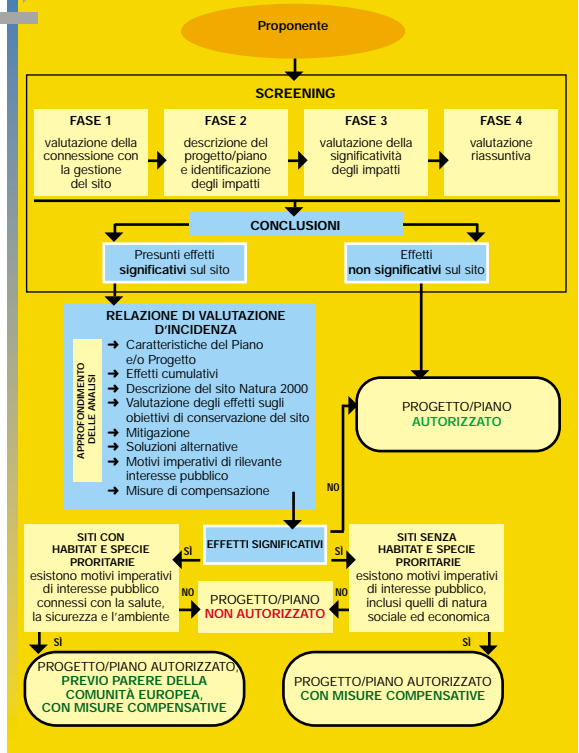 Proponente
SCREENING
FASE 1
valutazione della
connessione con
la gestione
del sito
FASE 2
descrizione del
progetto/piano
e identificazione
degli impatti
FASE 3
valutazione della
significatività
degli impatti
FASE 4
valutazione
riassuntiva
CONCLUSIONI
Presunti effetti
significativi sul sito
Effetti
non significativi sul sito
RELAZIONE DI VALUTAZIONE
D'INCIDENZA
APPROFONDIMENTO
DELLE ANALISI
➜ Caratteristiche del Piano
e/o Progetto
➜ Effetti cumulativi
➜ Descrizione del sito Natura 2000
➜ Valutazione degli effetti sugli
obiettivi di conservazione del sito
➜ Mitigazione
➜ Soluzioni alternative
➜ Motivi imperativi di rilevante
interesse pubblico
➜ Misure di compensazione
PROGETTO/PIANO
AUTORIZZATO
NO
EFFETTI SIGNIFICATIVI
SÌ
SÌ
SITI CON
HABITAT E SPECIE
PRORITARIE
esistono motivi imperativi
di interesse pubblico
connessi con la salute,
la sicurezza e l'ambiente
NO
PROGETTO/PIANO
NON AUTORIZZATO
NO
SITI SENZA
HABITAT E SPECIE
PRORITARIE
esistono motivi imperativi
di interesse pubblico,
inclusi quelli di natura
sociale ed economica
SÌ
SÌ
PROGETTO/PIANO AUTORIZZATO,
PREVIO PARERE DELLA
COMUNITÀ EUROPEA,
CON MISURE COMPENSATIVE
PROGETTO/PIANO AUTORIZZATO
CON MISURE COMPENSATIVE